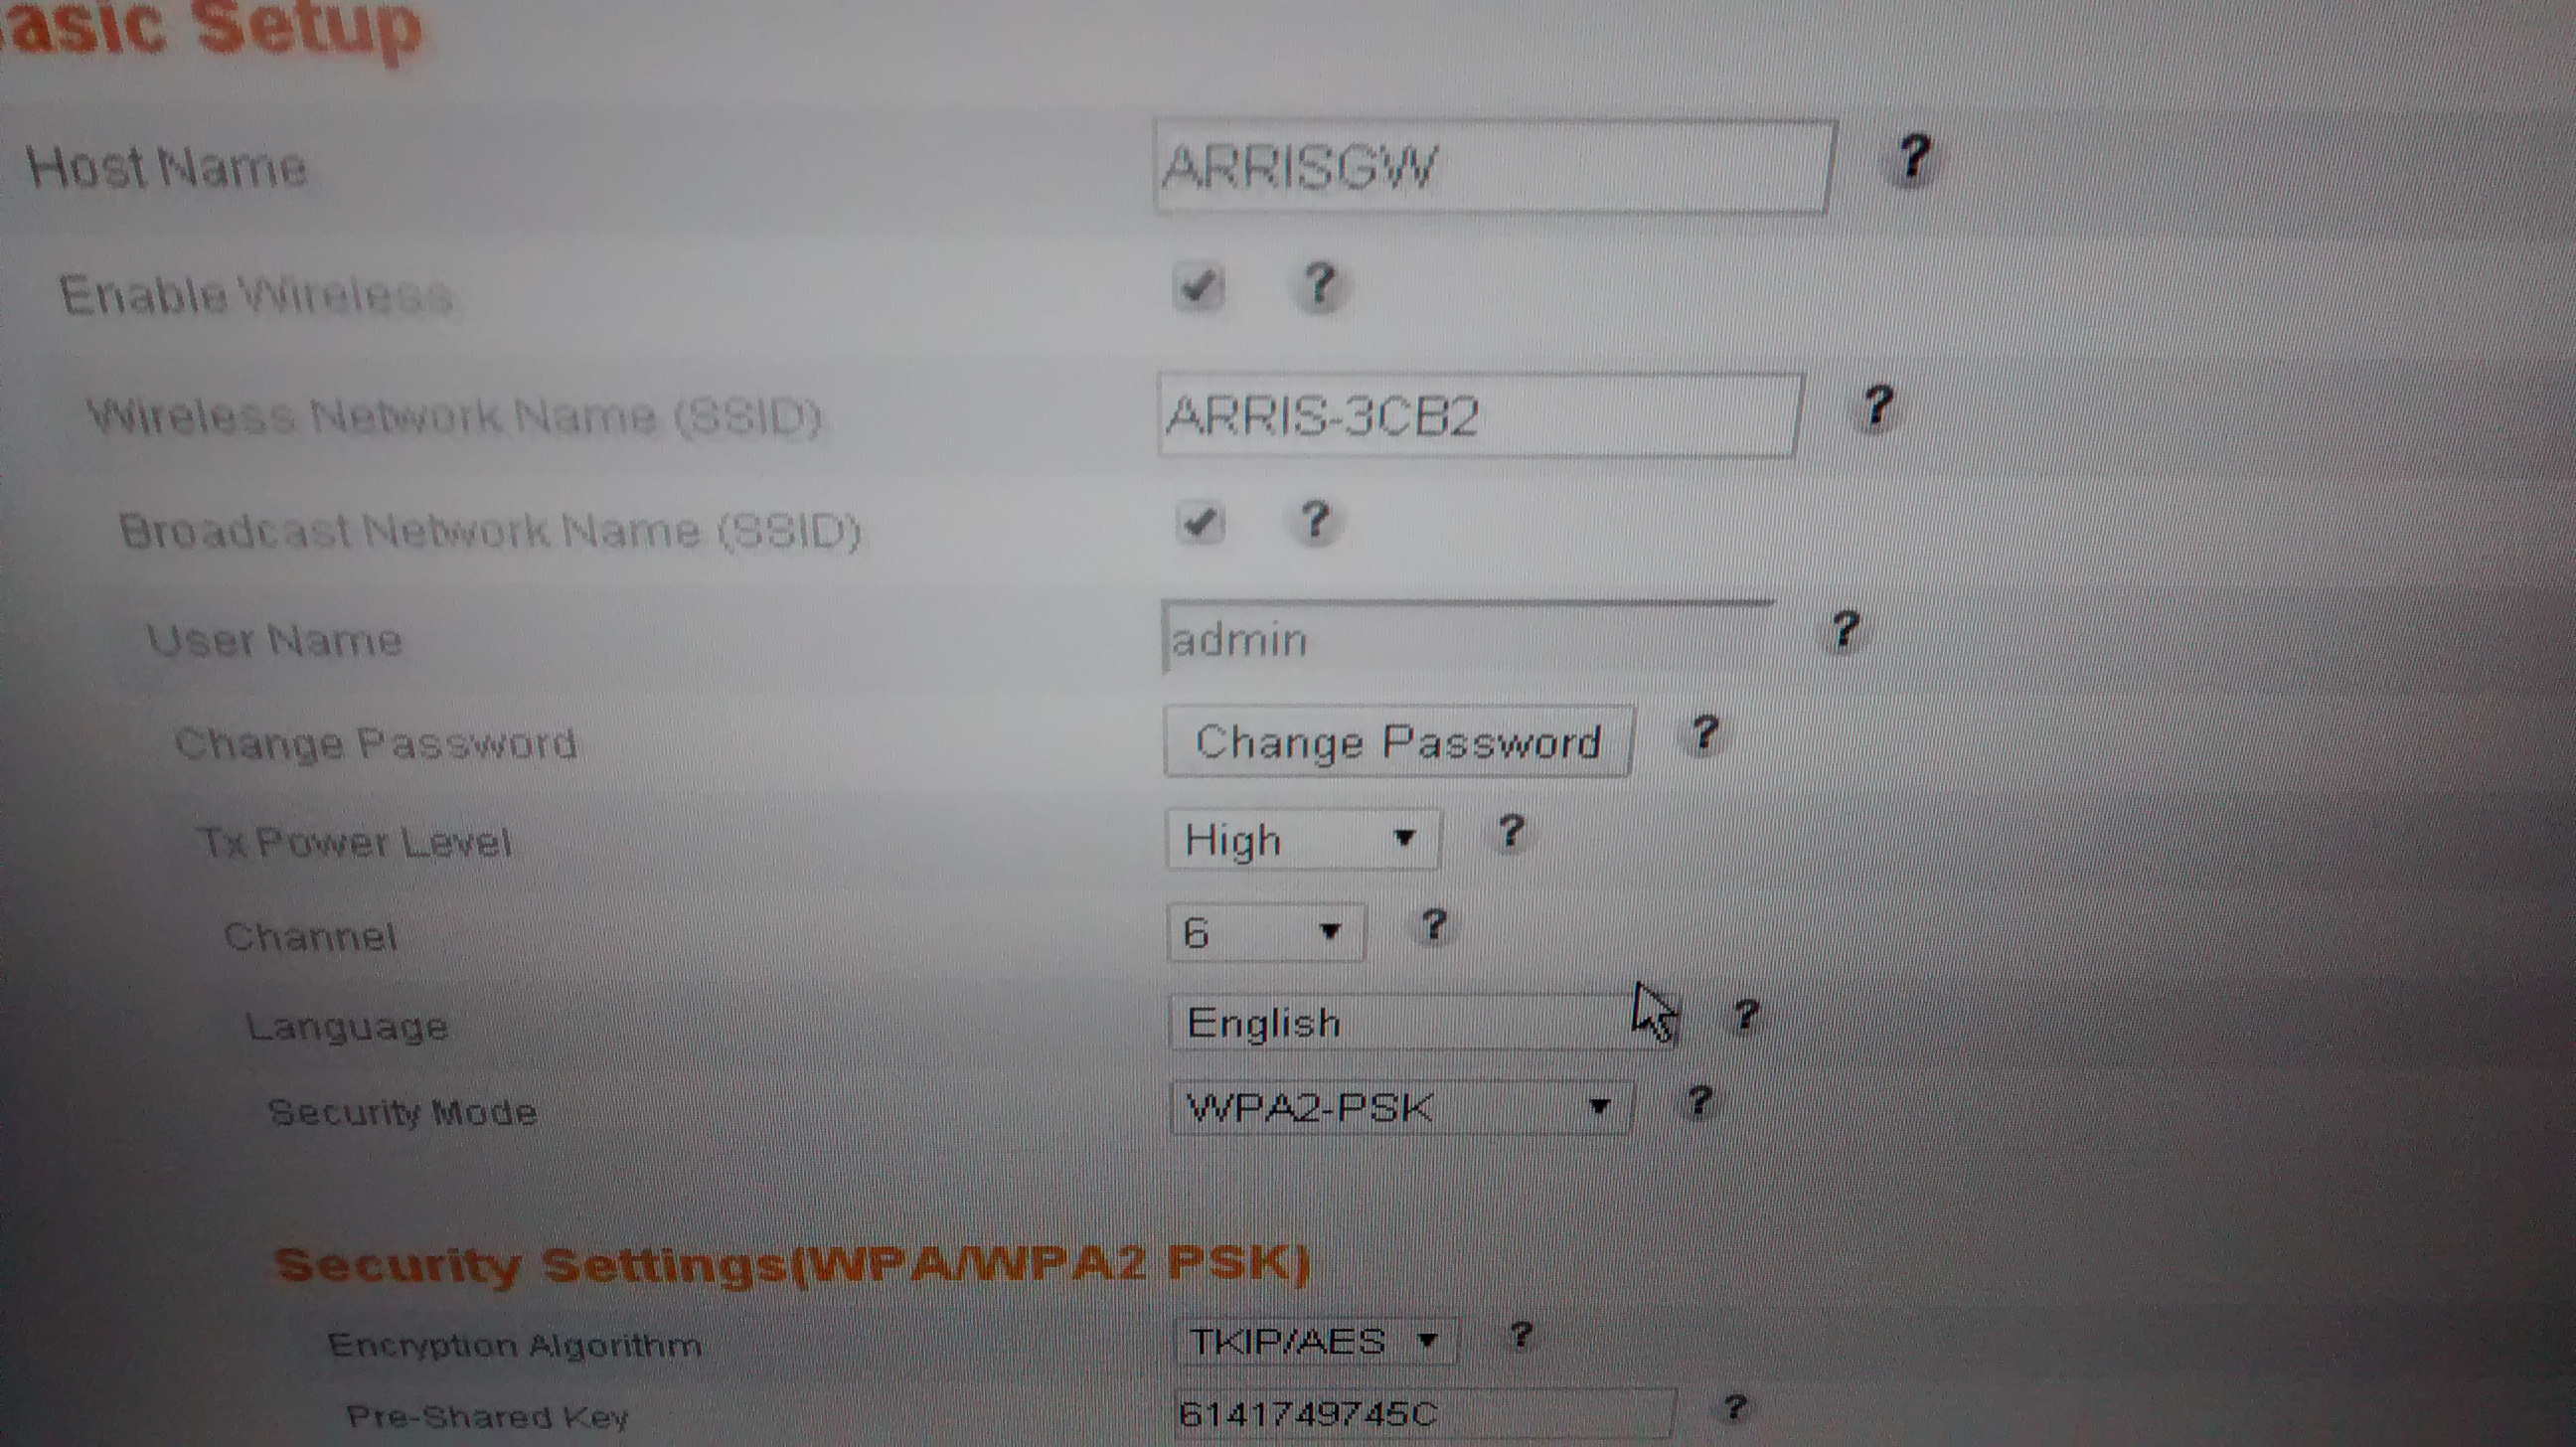 asic Setup
Host Name ARRISGW ?
Enable Wireless ?
Wireless Network Name (SSID) ARRIS-3CB2 ?
Broadcast Network Name (SSID) ?
User Name admin ?
Change Password Change Password ?
Tx Power Level High ?
Channel 6 ?
Language English ?
Security Mode WPA2-PSK ?
Security Settings(WPA/WPA2 PSK)
Encryption Algorithm TKIP/AES ?
Pre-Shared Key 6141749745C ?